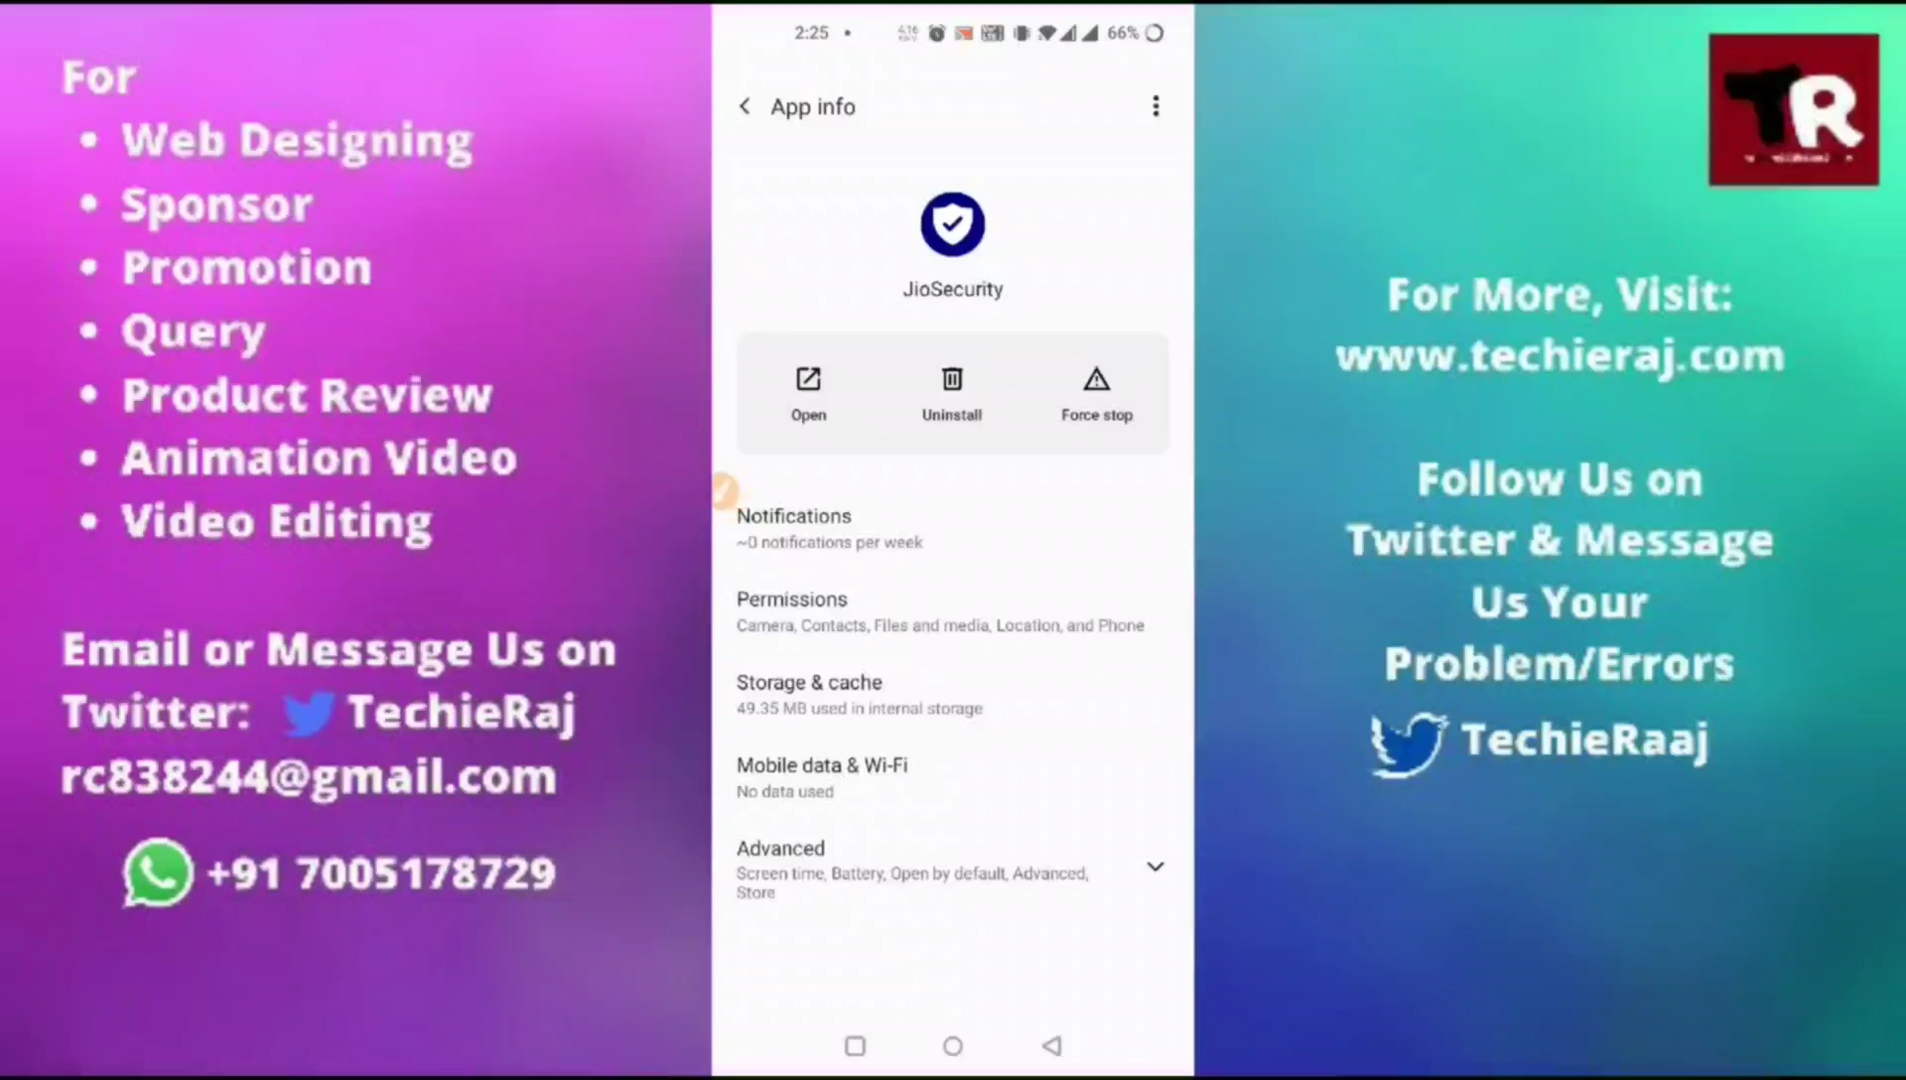 For
• Web Designing
• Sponsor
• Promotion
• Query
• Product Review
• Animation Video
• Video Editing
Email or Message Us on
Twitter: TechieRaj
rc838244@gmail.com
+91 7005178729
2:25
66%
App info
JioSecurity
Open
Uninstall
Force stop
Notifications
~0 notifications per week
Permissions
Camera, Contacts, Files and media, Location, and Phone
Storage & cache
49.35 MB used in internal storage
Mobile data & Wi-Fi
No data used
Advanced
Screen time, Battery, Open by default, Advanced,
Store
TR
For More, Visit:
www.techieraj.com
Follow Us on
Twitter & Message
Us Your
Problem/Errors
TechieRaaj